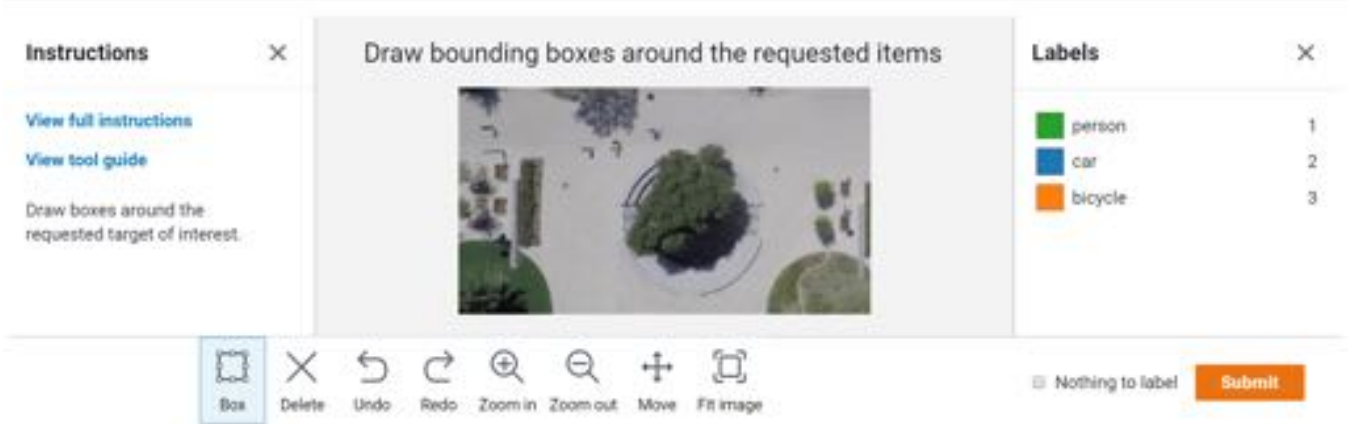 Instructions
View full instructions
View tool guide
Draw boxes around the
requested target of interest.
Draw bounding boxes around the requested items
Labels
person 1
car 2
bicycle 3
Box Delete Undo Redo Zoom in Zoom out Move Fit image
Nothing to label Submit